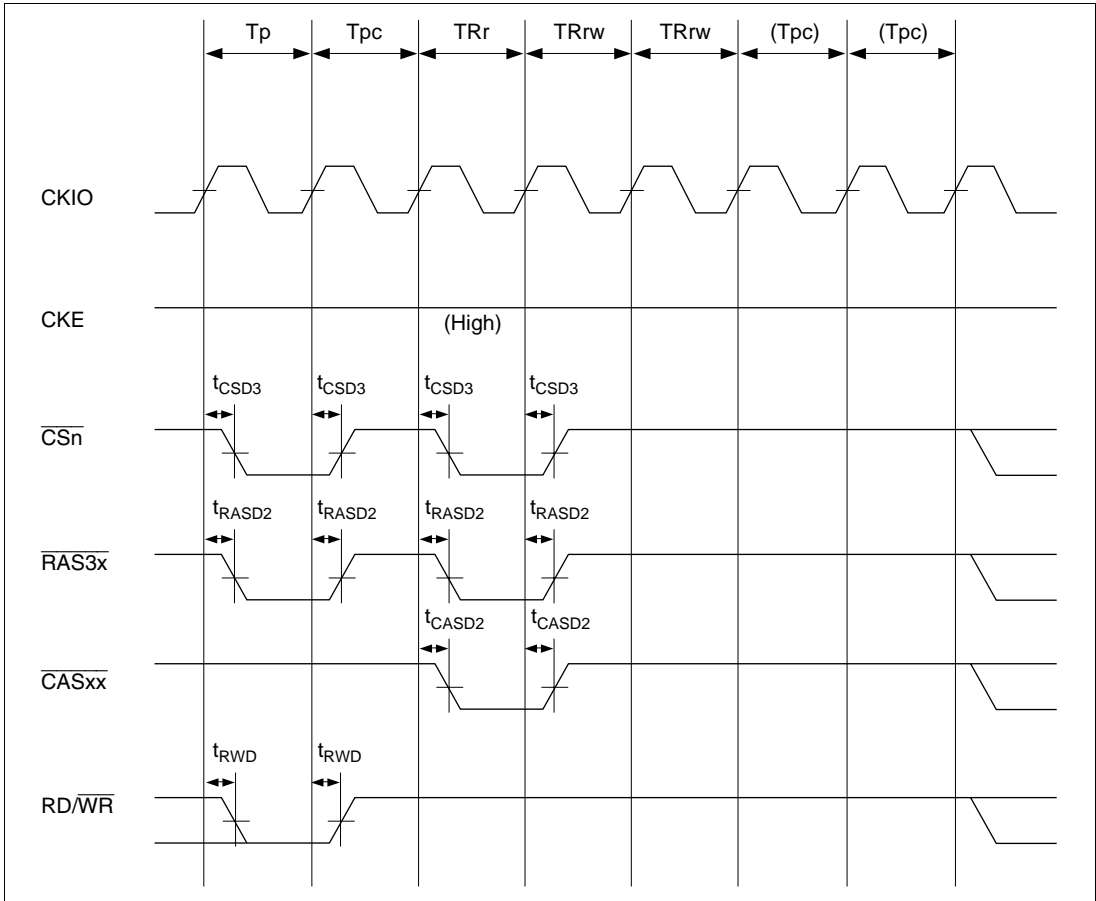 Tp Tpc TRr TRrw TRrw (Tpc) (Tpc)
CKIO
CKE
(High)
tCSD3 tCSD3 tCSD3 tCSD3
CSn
tRASD2 tRASD2 tRASD2 tRASD2
RAS3x
tCASD2 tCASD2
CASxx
tRWD tRWD
RD/WR